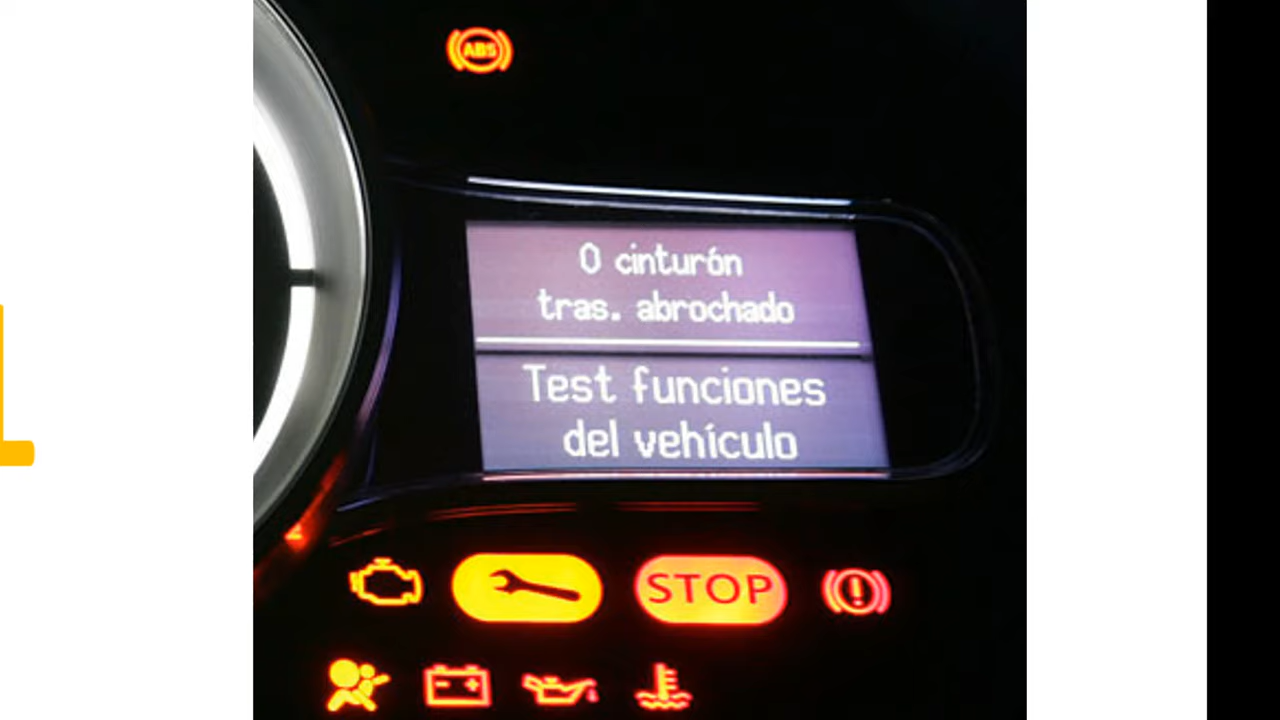 ABS
0 cinturón
tras. abrochado
Test funciones
del vehículo
STOP